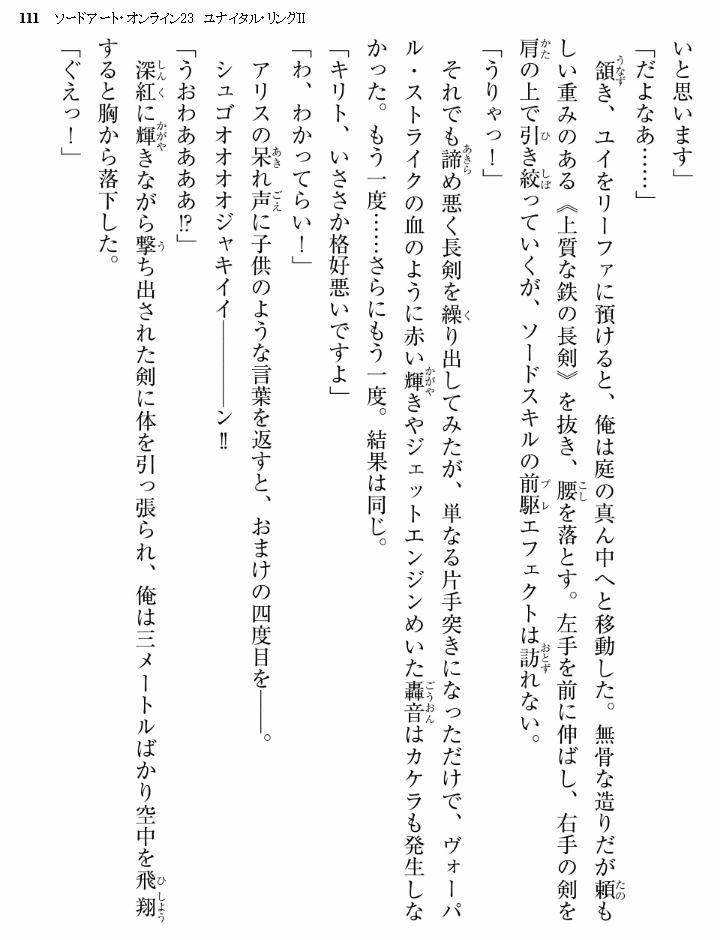 111 ソードアート・オンライン23 ユナイタル・リングII
いと思います」
「だよなあ……」
頷き、ユイをリーファに預けると、俺は庭の真ん中へと移動した。無骨な造りだが頼も
しい重みのある《上質な鉄の長剣》を抜き、腰を落とす。左手を前に伸ばし、右手の剣を
肩の上で引き絞っていくが、ソードスキルの前駆エフェクトは訪れない。
「うりゃっ！」
それでも諦め悪く長剣を繰り出してみたが、単なる片手突きになっただけで、ヴォーパ
ル・ストライクの血のように赤い輝きやジェットエンジンめいた轟音はカケラも発生しな
かった。もう一度……さらにもう一度。結果は同じ。
「キリト、いささか格好悪いですよ」
「わ、わかってらい！」
アリスの呆れ声に子供のような言葉を返すと、おまけの四度目を――。
シュゴオオオオジャキイイ――――ン‼
「うおわああああ⁉」
深紅に輝きながら撃ち出された剣に体を引っ張られ、俺は三メートルばかり空中を飛翔
すると胸から落下した。
「ぐえっ！」